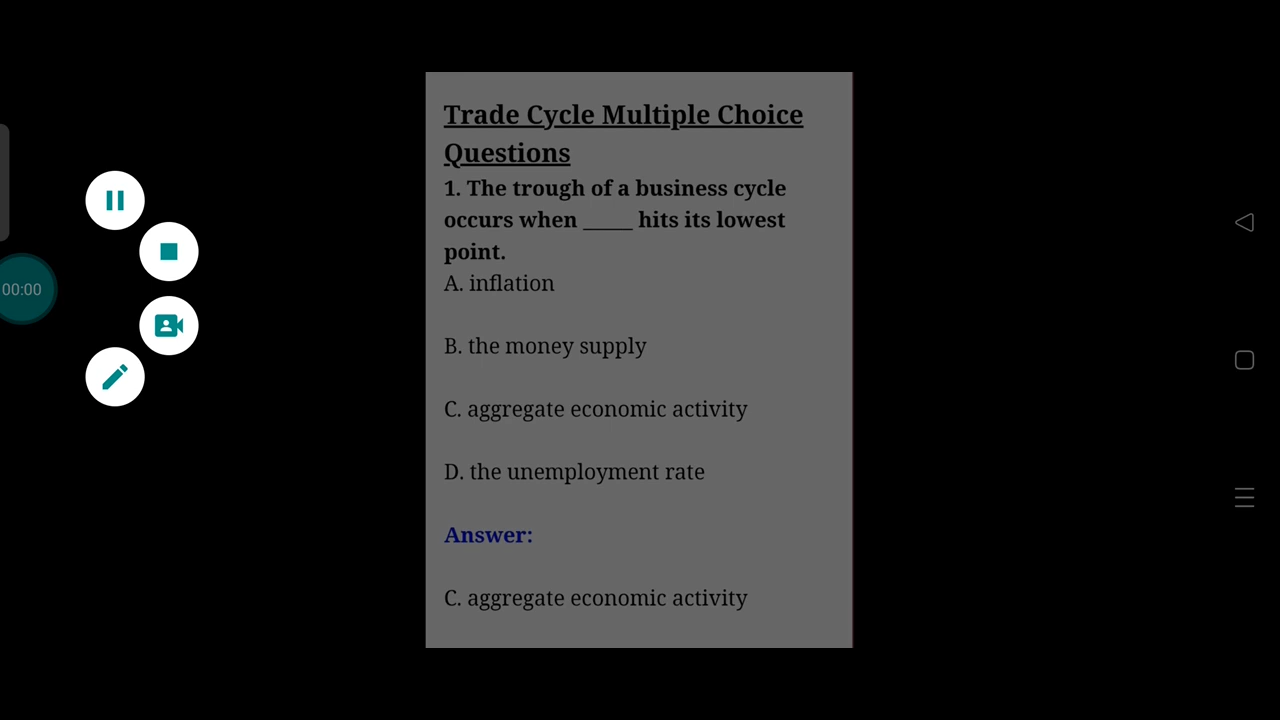 Trade Cycle Multiple Choice
Questions
1. The trough of a business cycle
occurs when _____ hits its lowest
point.
A. inflation
B. the money supply
C. aggregate economic activity
D. the unemployment rate
Answer:
C. aggregate economic activity
00:00